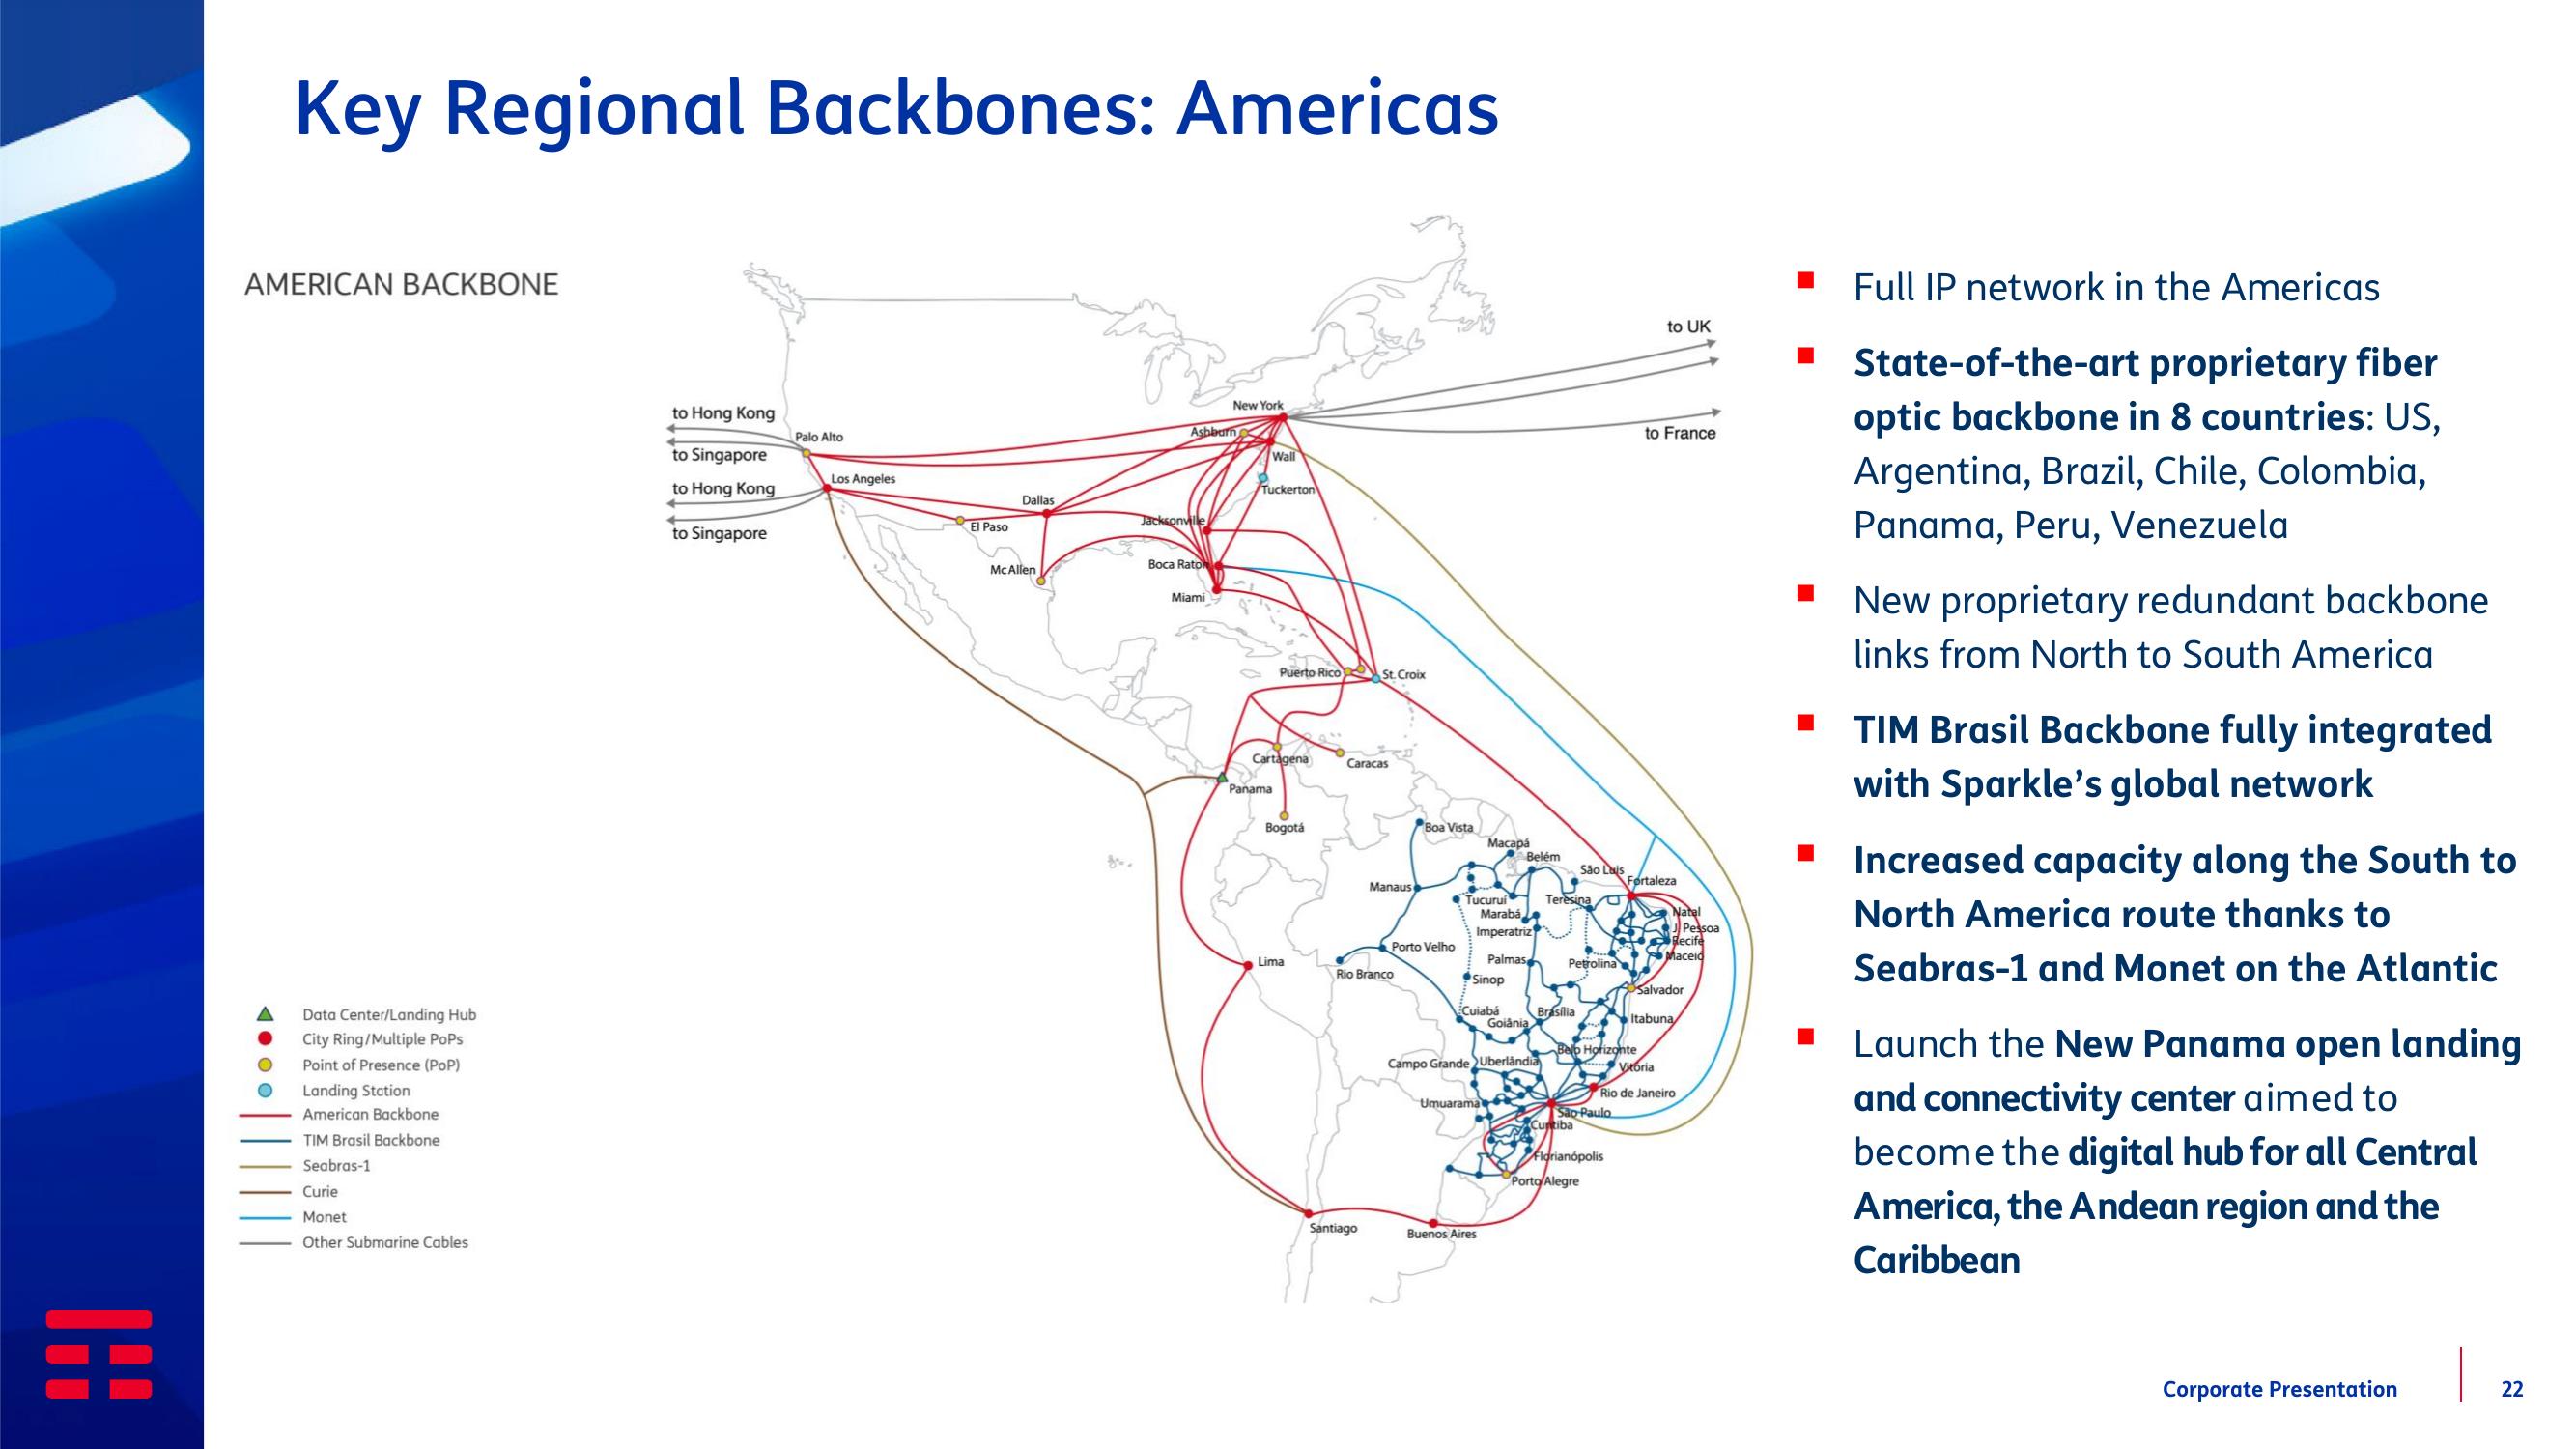 Key Regional Backbones: Americas
AMERICAN BACKBONE
to UK
to France
to Hong Kong
to Singapore
to Hong Kong
to Singapore
Palo Alto
Los Angeles
New York
Ashburn
Wall
Tuckerton
Dallas
El Paso
Jacksonville
McAllen
Boca Raton
Miami
Puerto Rico
St. Croix
Cartagena
Caracas
Panama
Bogotá
Boa Vista
Macapá
Belém
São Luis
Fortaleza
Manaus
Tucuruí
Teresina
Marabá
Natal
Imperatriz
J. Pessoa
Recife
Porto Velho
Maceió
Lima
Palmas
Petrolina
Rio Branco
Sinop
Salvador
Cuiabá
Brasília
Goiânia
Itabuna
Belo Horizonte
Campo Grande
Uberlândia
Vitória
Rio de Janeiro
Umuarama
São Paulo
Curitiba
Florianópolis
Porto Alegre
Santiago
Buenos Aires
Data Center/Landing Hub
City Ring/Multiple PoPs
Point of Presence (PoP)
Landing Station
American Backbone
TIM Brasil Backbone
Seabras-1
Curie
Monet
Other Submarine Cables
Full IP network in the Americas
State-of-the-art proprietary fiber
optic backbone in 8 countries: US,
Argentina, Brazil, Chile, Colombia,
Panama, Peru, Venezuela
New proprietary redundant backbone
links from North to South America
TIM Brasil Backbone fully integrated
with Sparkle’s global network
Increased capacity along the South to
North America route thanks to
Seabras-1 and Monet on the Atlantic
Launch the New Panama open landing
and connectivity center aimed to
become the digital hub for all Central
America, the Andean region and the
Caribbean
Corporate Presentation
22